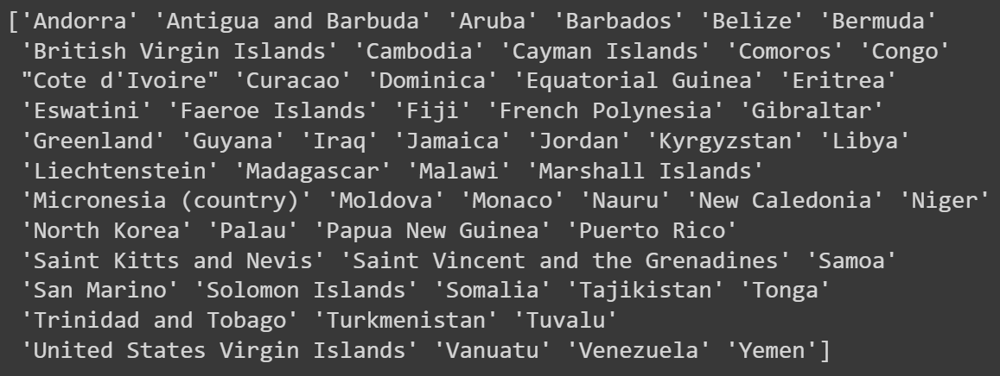 ['Andorra' 'Antigua and Barbuda' 'Aruba' 'Barbados' 'Belize' 'Bermuda'
 'British Virgin Islands' 'Cambodia' 'Cayman Islands' 'Comoros' 'Congo'
 "Cote d'Ivoire" 'Curacao' 'Dominica' 'Equatorial Guinea' 'Eritrea'
 'Eswatini' 'Faeroe Islands' 'Fiji' 'French Polynesia' 'Gibraltar'
 'Greenland' 'Guyana' 'Iraq' 'Jamaica' 'Jordan' 'Kyrgyzstan' 'Libya'
 'Liechtenstein' 'Madagascar' 'Malawi' 'Marshall Islands'
 'Micronesia (country)' 'Moldova' 'Monaco' 'Nauru' 'New Caledonia' 'Niger'
 'North Korea' 'Palau' 'Papua New Guinea' 'Puerto Rico'
 'Saint Kitts and Nevis' 'Saint Vincent and the Grenadines' 'Samoa'
 'San Marino' 'Solomon Islands' 'Somalia' 'Tajikistan' 'Tonga'
 'Trinidad and Tobago' 'Turkmenistan' 'Tuvalu'
 'United States Virgin Islands' 'Vanuatu' 'Venezuela' 'Yemen']